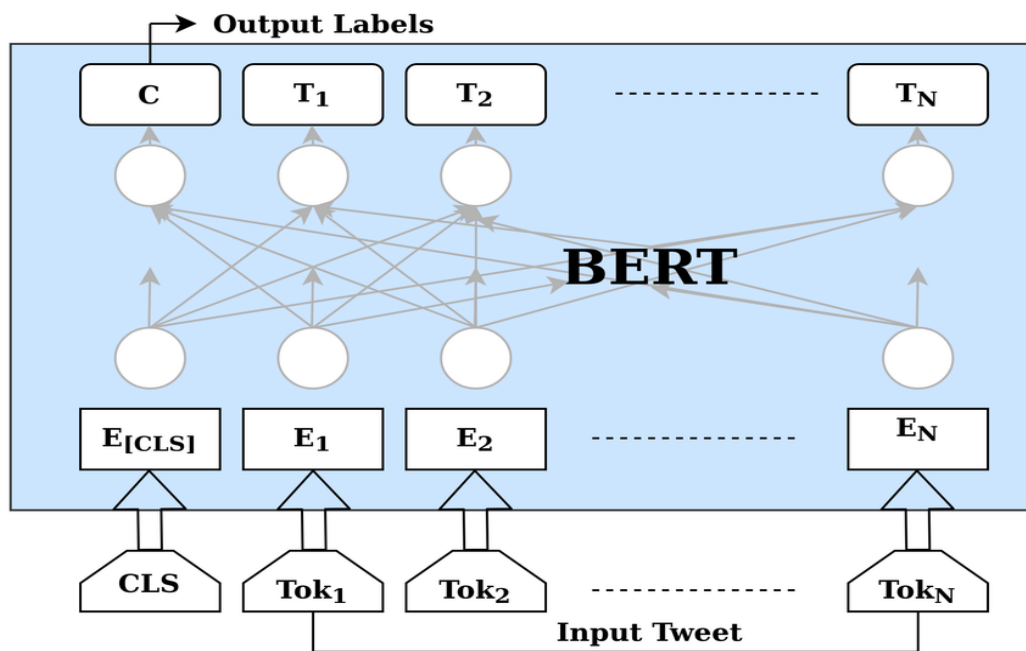 Output Labels
C T1 T2 TN
BERT
E[CLS] E1 E2 EN
CLS Tok1 Tok2 TokN
Input Tweet